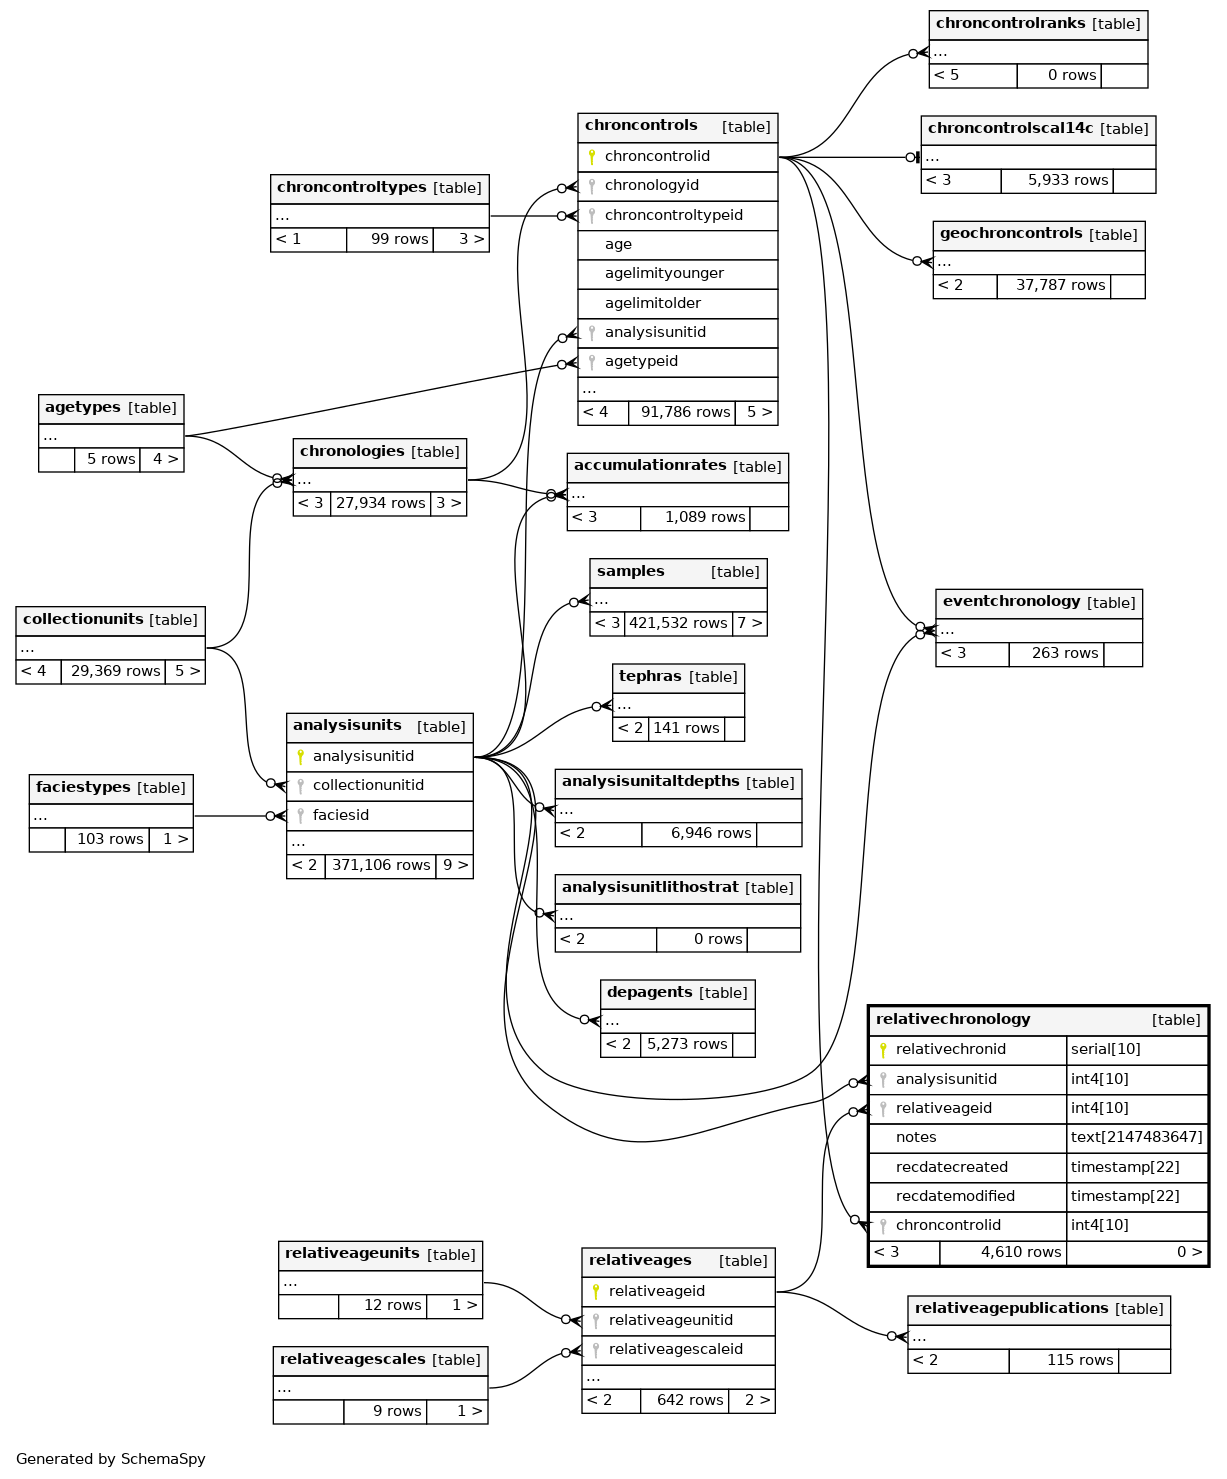 chroncontrolranks [table]
...
< 5 0 rows
chroncontrols [table]
chroncontrolid
chronologyid
chroncontroltypeid
age
agelimityounger
agelimitolder
analysisunitid
agetypeid
...
< 4 91,786 rows 5 >
chroncontrolscal14c [table]
...
< 3 5,933 rows
chroncontroltypes [table]
...
< 1 99 rows 3 >
geochroncontrols [table]
...
< 2 37,787 rows
agetypes [table]
...
5 rows 4 >
chronologies [table]
...
< 3 27,934 rows 3 >
accumulationrates [table]
...
< 3 1,089 rows
samples [table]
...
< 3 421,532 rows 7 >
eventchronology [table]
...
< 3 263 rows
collectionunits [table]
...
< 4 29,369 rows 5 >
tephras [table]
...
< 2 141 rows
analysisunits [table]
analysisunitid
collectionunitid
faciesid
...
< 2 371,106 rows 9 >
faciestypes [table]
...
103 rows 1 >
analysisunitaltdepths [table]
...
< 2 6,946 rows
analysisunitlithostrat [table]
...
< 2 0 rows
depagents [table]
...
< 2 5,273 rows
relativechronology [table]
relativechronid serial[10]
analysisunitid int4[10]
relativeageid int4[10]
notes text[2147483647]
recdatecreated timestamp[22]
recdatemodified timestamp[22]
chroncontrolid int4[10]
< 3 4,610 rows 0 >
relativeageunits [table]
...
12 rows 1 >
relativeages [table]
relativeageid
relativeageunitid
relativeagescaleid
...
< 2 642 rows 2 >
relativeagepublications [table]
...
< 2 115 rows
relativeagescales [table]
...
9 rows 1 >
Generated by SchemaSpy